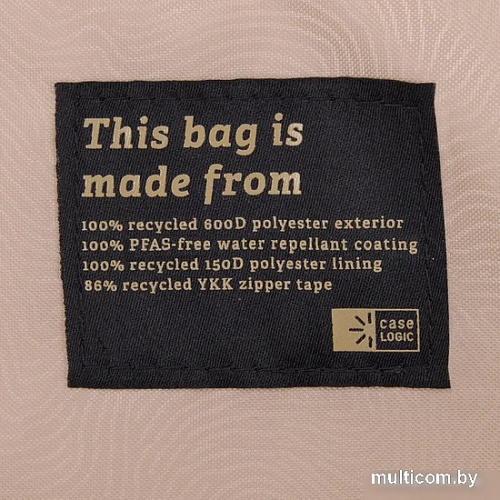 This bag is
made from
100% recycled 600D polyester exterior
100% PFAS-free water repellant coating
100% recycled 150D polyester lining
86% recycled YKK zipper tape
case
LOGIC
multicom.by